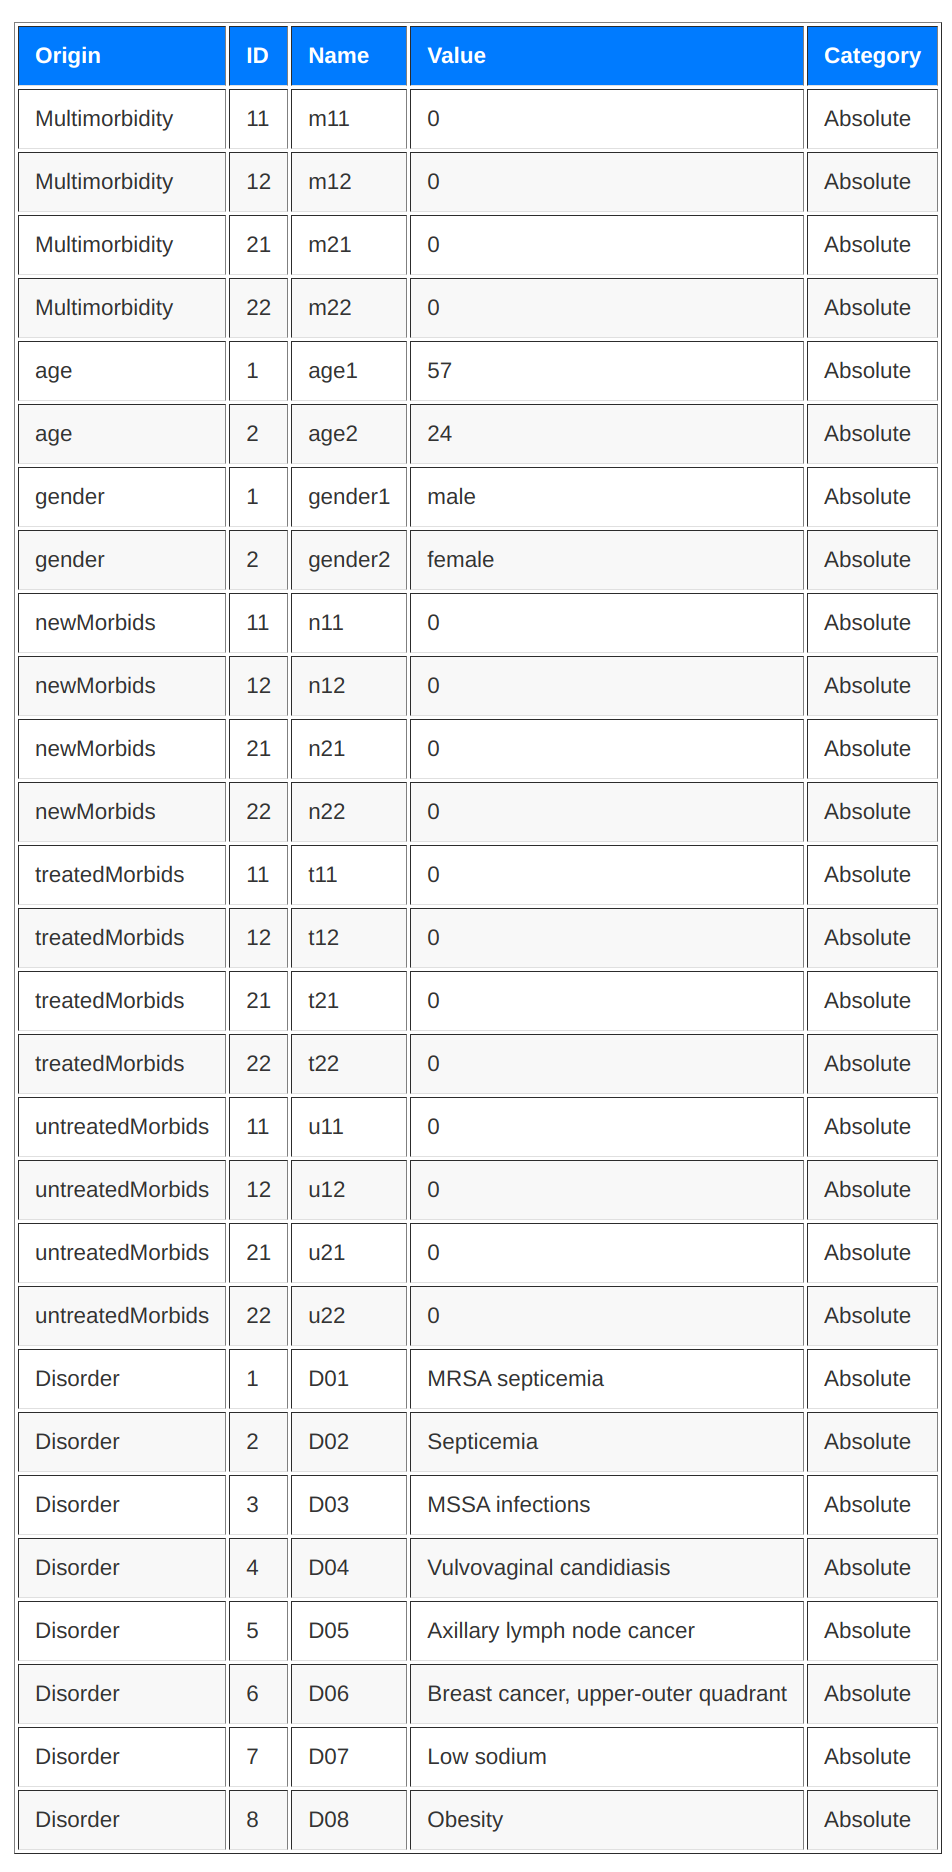 Origin ID Name Value Category
Multimorbidity 11 m11 0 Absolute
Multimorbidity 12 m12 0 Absolute
Multimorbidity 21 m21 0 Absolute
Multimorbidity 22 m22 0 Absolute
age 1 age1 57 Absolute
age 2 age2 24 Absolute
gender 1 gender1 male Absolute
gender 2 gender2 female Absolute
newMorbids 11 n11 0 Absolute
newMorbids 12 n12 0 Absolute
newMorbids 21 n21 0 Absolute
newMorbids 22 n22 0 Absolute
treatedMorbids 11 t11 0 Absolute
treatedMorbids 12 t12 0 Absolute
treatedMorbids 21 t21 0 Absolute
treatedMorbids 22 t22 0 Absolute
untreatedMorbids 11 u11 0 Absolute
untreatedMorbids 12 u12 0 Absolute
untreatedMorbids 21 u21 0 Absolute
untreatedMorbids 22 u22 0 Absolute
Disorder 1 D01 MRSA septicemia Absolute
Disorder 2 D02 Septicemia Absolute
Disorder 3 D03 MSSA infections Absolute
Disorder 4 D04 Vulvovaginal candidiasis Absolute
Disorder 5 D05 Axillary lymph node cancer Absolute
Disorder 6 D06 Breast cancer, upper-outer quadrant Absolute
Disorder 7 D07 Low sodium Absolute
Disorder 8 D08 Obesity Absolute